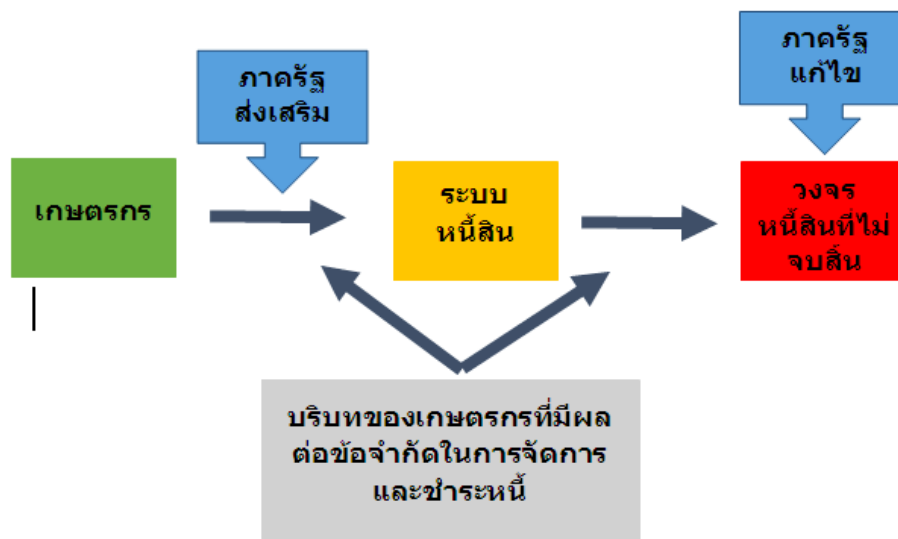 ภาครัฐ
ส่งเสริม
ภาครัฐ
แก้ไข
เกษตรกร
ระบบ
หนี้สิน
วงจร
หนี้สินที่ไม่
จบสิ้น
บริบทของเกษตรกรที่มีผล
ต่อข้อจำกัดในการจัดการ
และชำระหนี้